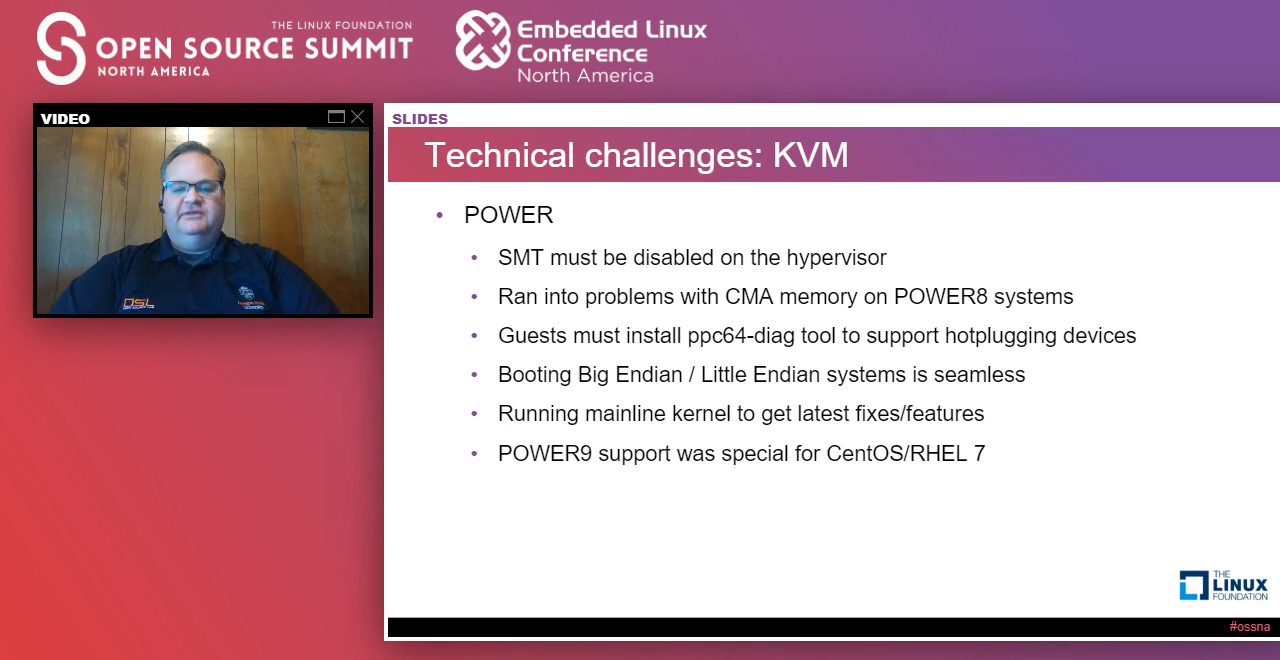 THE LINUX FOUNDATION
OPEN SOURCE SUMMIT
NORTH AMERICA
Embedded Linux
Conference
North America
VIDEO
OSL
SLIDES
Technical challenges: KVM
• POWER
• SMT must be disabled on the hypervisor
• Ran into problems with CMA memory on POWER8 systems
• Guests must install ppc64-diag tool to support hotplugging devices
• Booting Big Endian / Little Endian systems is seamless
• Running mainline kernel to get latest fixes/features
• POWER9 support was special for CentOS/RHEL 7
THE
LINUX
FOUNDATION
#ossna